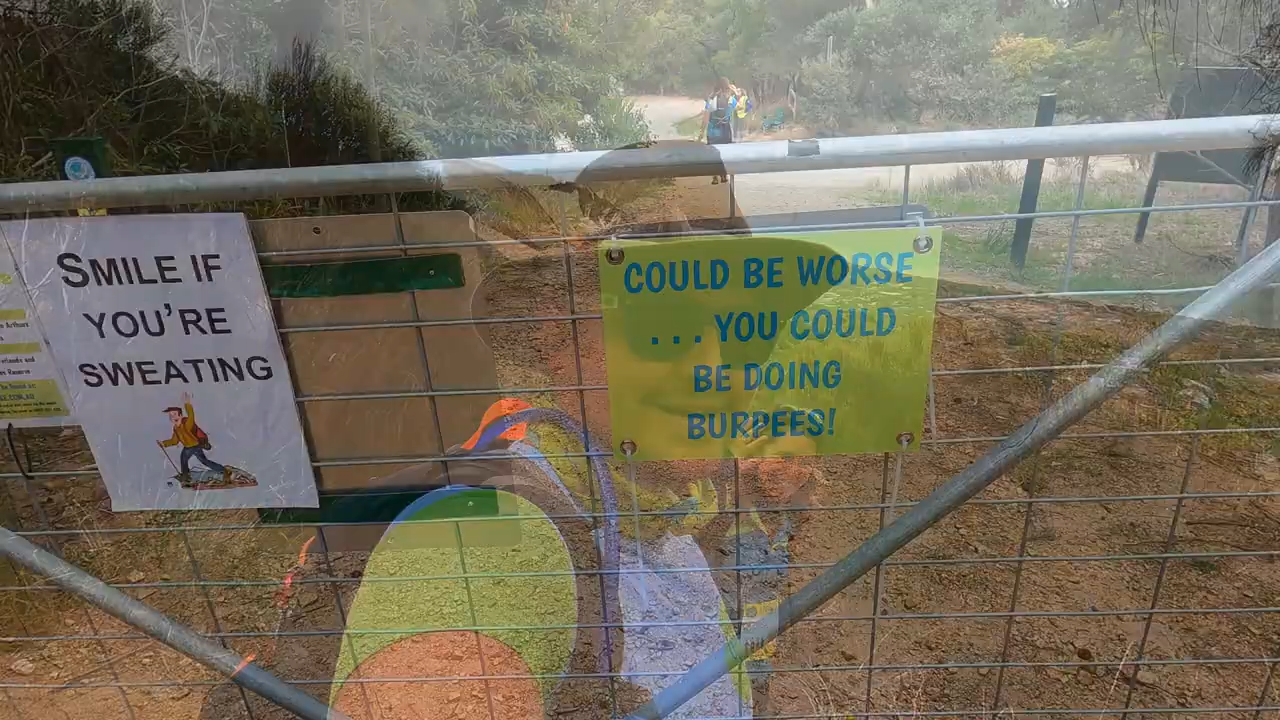 SMILE IF
YOU'RE
SWEATING
COULD BE WORSE
...YOU COULD
BE DOING
BURPEES!